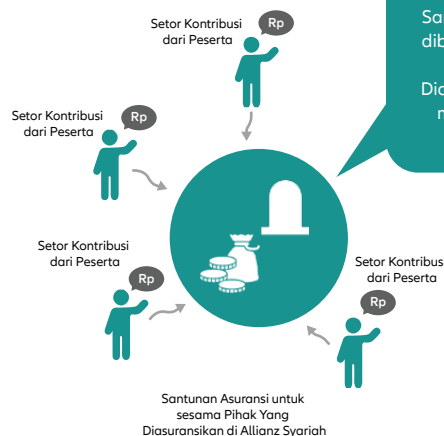 Setor Kontribusi
dari Peserta
Rp
Setor Kontribusi
dari Peserta
Rp
Setor Kontribusi
dari Peserta
Rp
Setor Kontribus
dari Peserta
Rp
Santunan Asuransi untuk
sesama Pihak Yang
Diasuransikan di Allianz Syariah